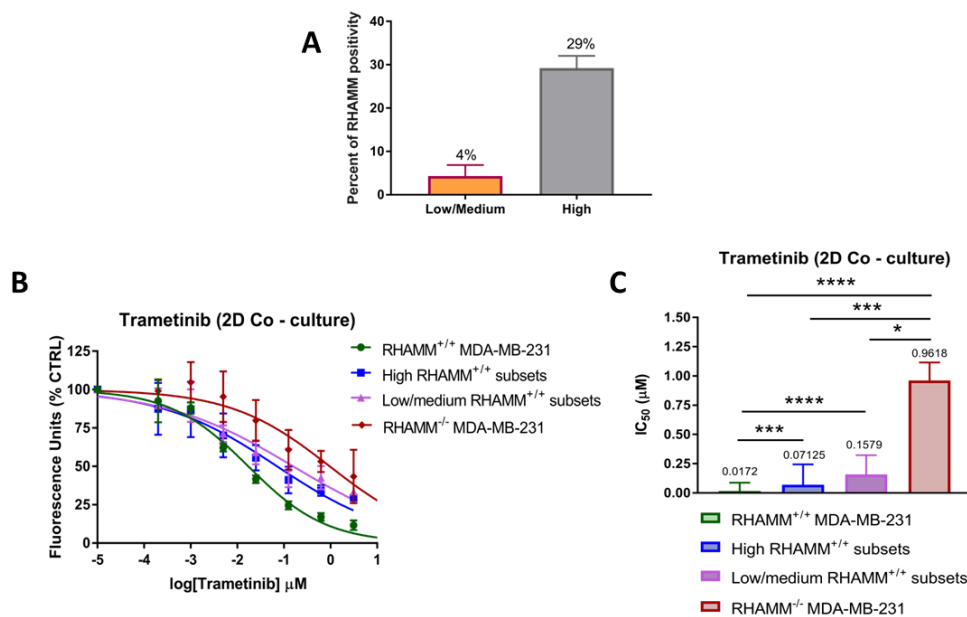 A
Percent of RHAMM positivity
40
30
20
10
0
4%
29%
Low/Medium
High
B
Trametinib (2D Co - culture)
Fluorescence Units (% CTRL)
125
100
75
50
25
0
-5
-4
-3
-2
-1
0
1
log[Trametinib] μM
RHAMM+/+ MDA-MB-231
High RHAMM+/+ subsets
Low/medium RHAMM+/+ subsets
RHAMM-/- MDA-MB-231
C
Trametinib (2D Co - culture)
IC50 (μM)
1.50
1.25
1.00
0.75
0.50
0.25
0.00
****
***
*
****
***
0.9618
0.1579
0.07125
0.0172
RHAMM+/+ MDA-MB-231
High RHAMM+/+ subsets
Low/medium RHAMM+/+ subsets
RHAMM-/- MDA-MB-231